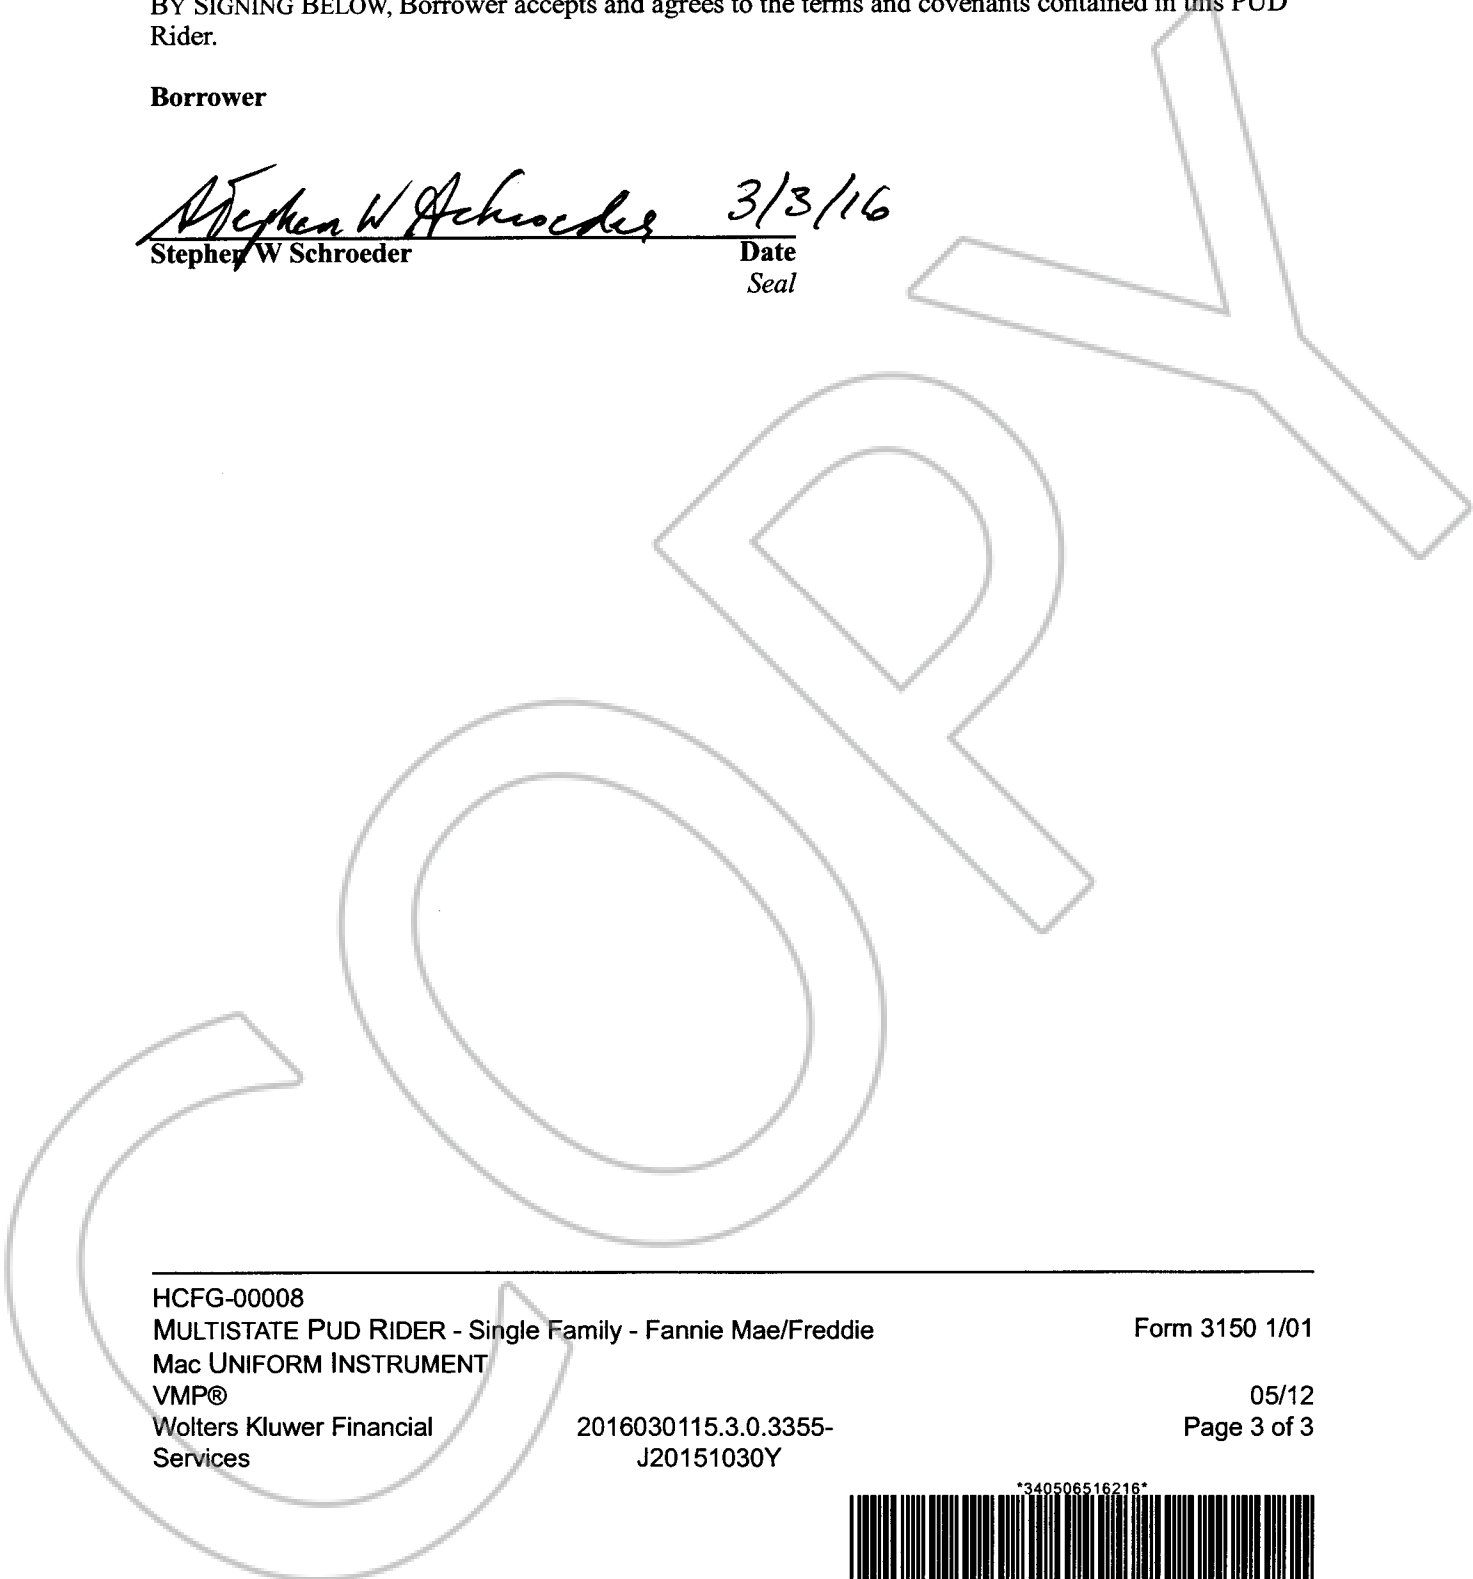 BY SIGNING BELOW, Borrower accepts and agrees to the terms and covenants contained in this PUD
Rider.
Borrower
Stephen W Schroeder 3/3/16
Stephen W Schroeder Date
Seal
COPY
HCFG-00008
MULTISTATE PUD RIDER - Single Family - Fannie Mae/Freddie Form 3150 1/01
Mac UNIFORM INSTRUMENT
VMP® 05/12
Wolters Kluwer Financial 2016030115.3.0.3355- Page 3 of 3
Services J20151030Y
*340506516216*